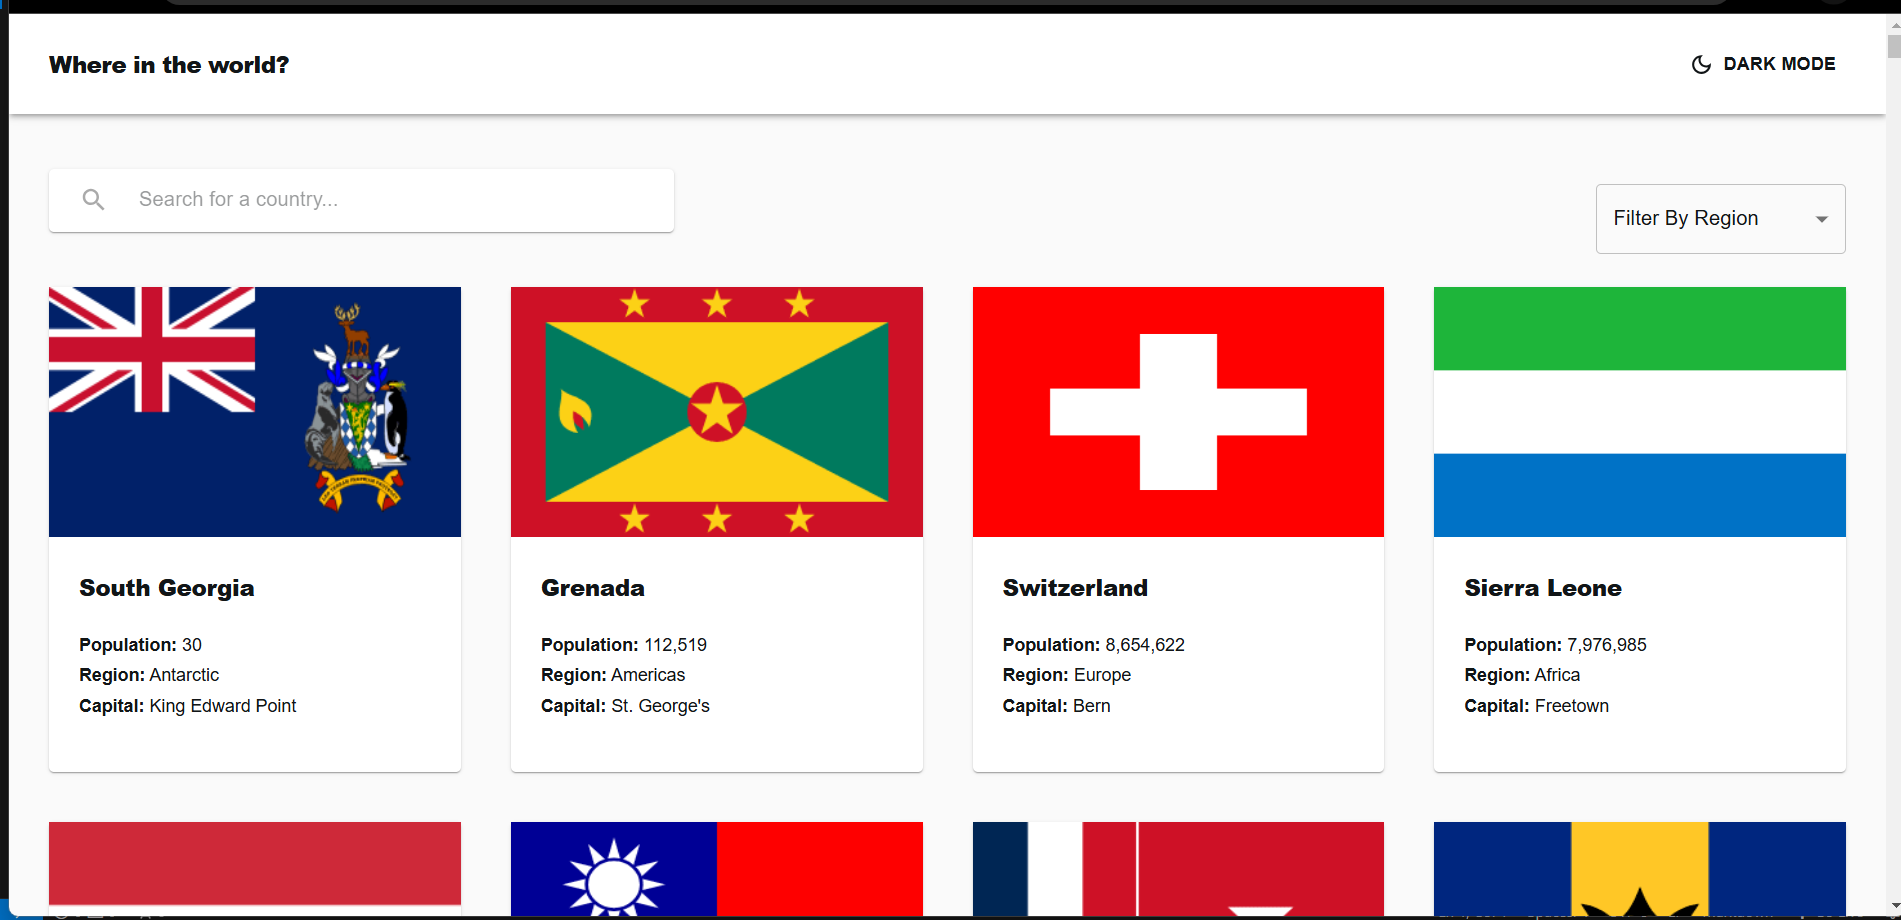 Where in the world?
DARK MODE
Search for a country...
Filter By Region
South Georgia
Population: 30
Region: Antarctic
Capital: King Edward Point
Grenada
Population: 112,519
Region: Americas
Capital: St. George's
Switzerland
Population: 8,654,622
Region: Europe
Capital: Bern
Sierra Leone
Population: 7,976,985
Region: Africa
Capital: Freetown